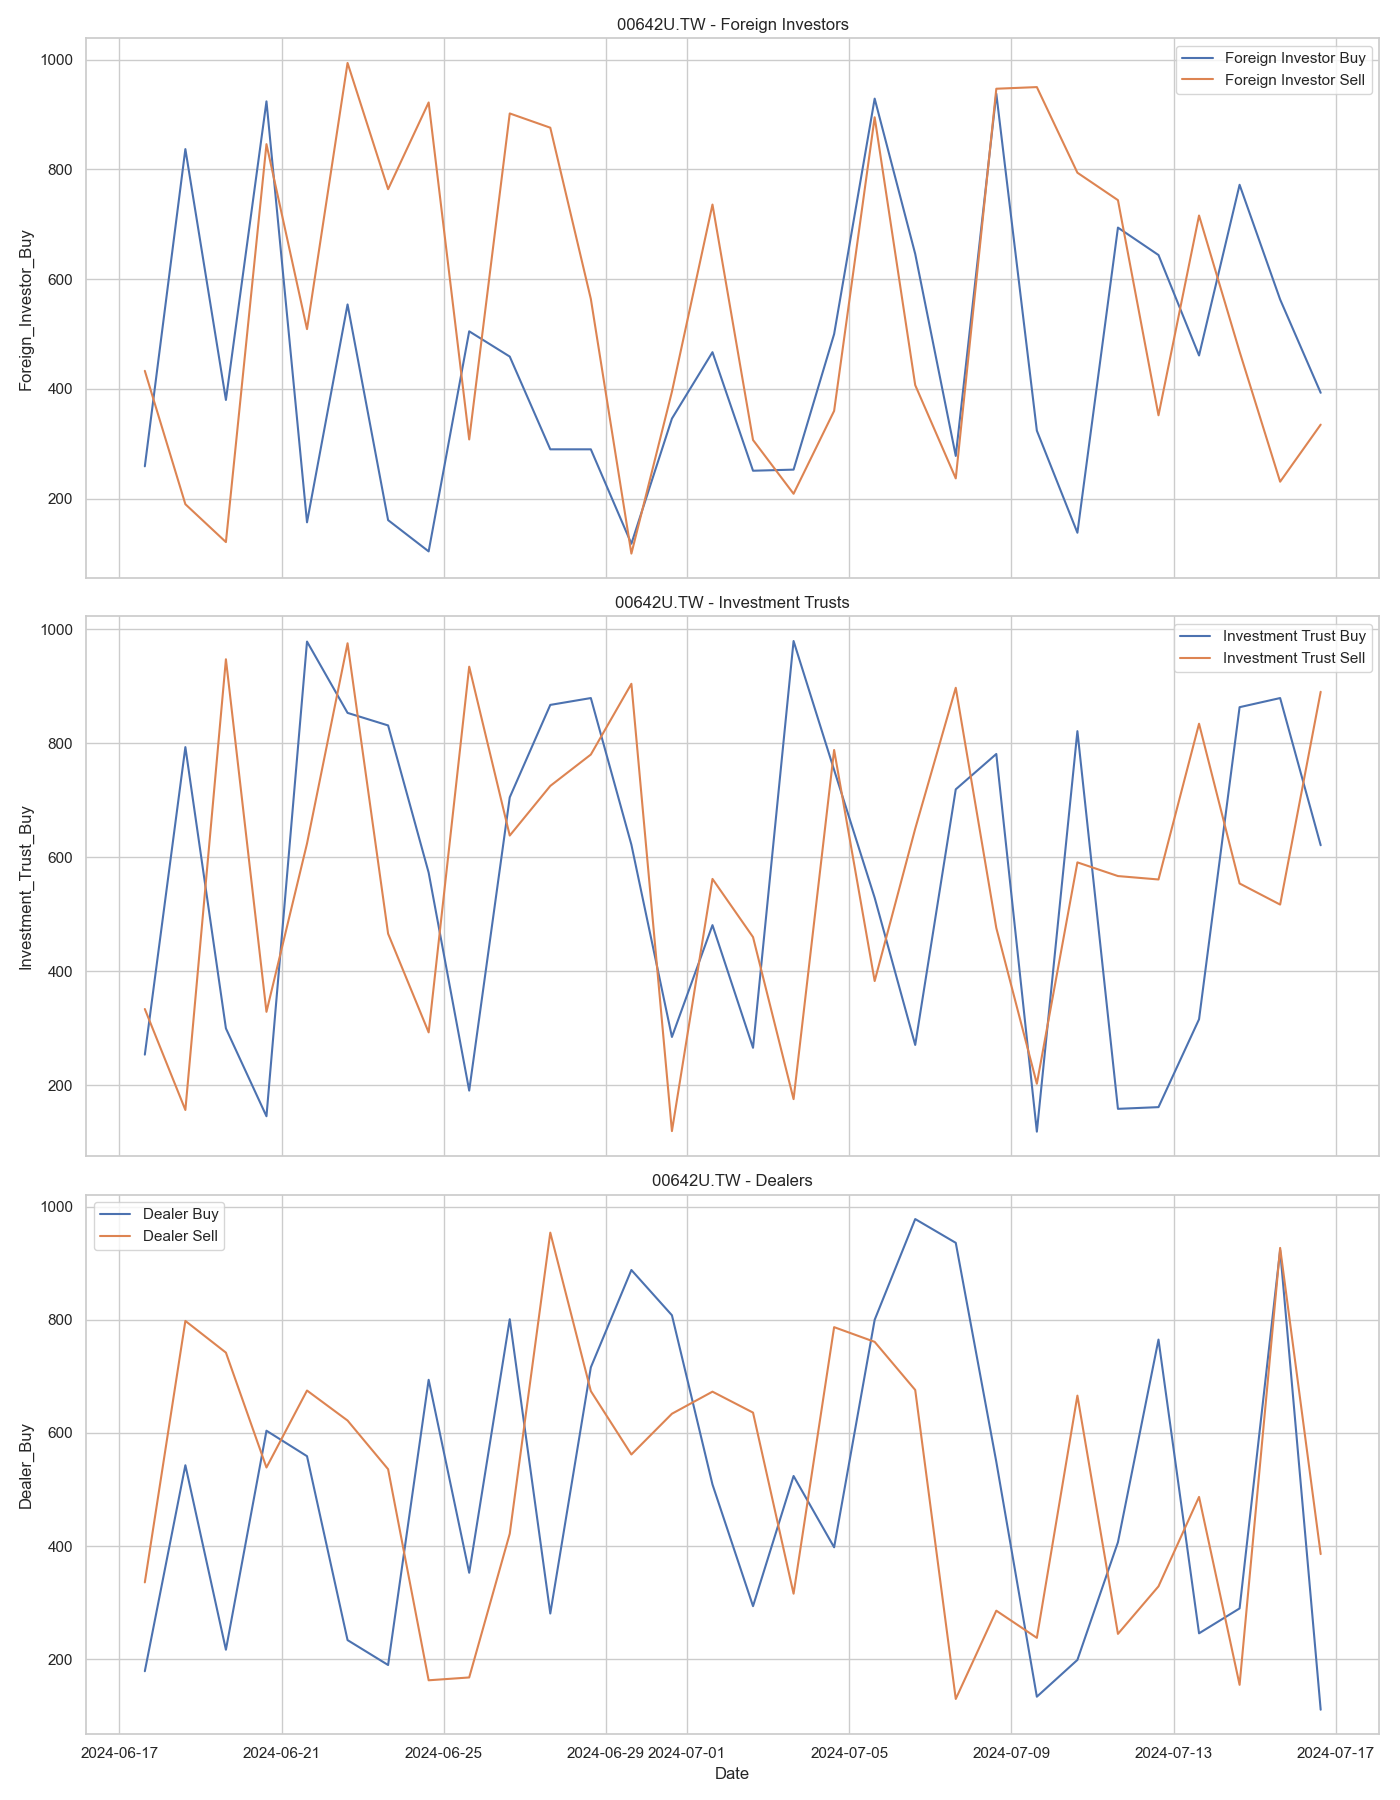 00642U.TW - Foreign Investors
Foreign Investor Buy
Foreign Investor Sell
Foreign_Investor_Buy
1000
800
600
400
200
00642U.TW - Investment Trusts
Investment Trust Buy
Investment Trust Sell
Investment_Trust_Buy
1000
800
600
400
200
00642U.TW - Dealers
Dealer Buy
Dealer Sell
Dealer_Buy
1000
800
600
400
200
2024-06-17 2024-06-21 2024-06-25 2024-06-29 2024-07-01 2024-07-05 2024-07-09 2024-07-13 2024-07-17
Date